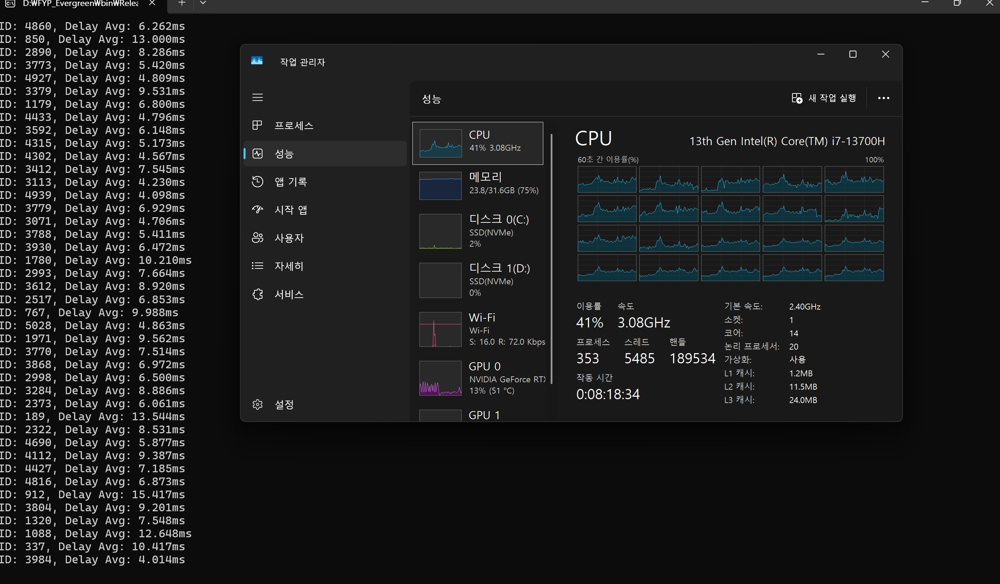 D:₩FYP_Evergreen₩bin₩Relea
ID: 4860, Delay Avg: 6.262ms
ID: 850, Delay Avg: 13.000ms
ID: 2890, Delay Avg: 8.286ms
ID: 3773, Delay Avg: 5.420ms
ID: 4927, Delay Avg: 4.809ms
ID: 3379, Delay Avg: 9.531ms
ID: 1179, Delay Avg: 6.800ms
ID: 4433, Delay Avg: 4.796ms
ID: 3592, Delay Avg: 6.148ms
ID: 4315, Delay Avg: 5.173ms
ID: 4302, Delay Avg: 4.567ms
ID: 3412, Delay Avg: 7.545ms
ID: 3113, Delay Avg: 4.230ms
ID: 4939, Delay Avg: 4.098ms
ID: 3779, Delay Avg: 6.929ms
ID: 3071, Delay Avg: 4.706ms
ID: 3788, Delay Avg: 5.411ms
ID: 3930, Delay Avg: 6.472ms
ID: 1780, Delay Avg: 10.210ms
ID: 2993, Delay Avg: 7.664ms
ID: 3612, Delay Avg: 8.920ms
ID: 2517, Delay Avg: 6.853ms
ID: 767, Delay Avg: 9.988ms
ID: 5028, Delay Avg: 4.863ms
ID: 1971, Delay Avg: 9.562ms
ID: 3770, Delay Avg: 7.514ms
ID: 3868, Delay Avg: 6.972ms
ID: 2998, Delay Avg: 6.500ms
ID: 3284, Delay Avg: 8.886ms
ID: 2373, Delay Avg: 6.061ms
ID: 189, Delay Avg: 13.544ms
ID: 2322, Delay Avg: 8.531ms
ID: 4690, Delay Avg: 5.877ms
ID: 4112, Delay Avg: 9.387ms
ID: 4427, Delay Avg: 7.185ms
ID: 4816, Delay Avg: 6.873ms
ID: 912, Delay Avg: 15.417ms
ID: 3804, Delay Avg: 9.201ms
ID: 1320, Delay Avg: 7.548ms
ID: 1088, Delay Avg: 12.648ms
ID: 337, Delay Avg: 10.417ms
ID: 3984, Delay Avg: 4.014ms
작업 관리자
프로세스
성능
앱 기록
시작 앱
사용자
자세히
서비스
설정
성능
새 작업 실행
CPU
41% 3.08GHz
메모리
23.8/31.6GB (75%)
디스크 0(C:)
SSD(NVMe)
2%
디스크 1(D:)
SSD(NVMe)
0%
Wi-Fi
Wi-Fi
S: 16.0 R: 72.0 Kbps
GPU 0
NVIDIA GeForce RTX
13% (51 °C)
GPU 1
CPU 13th Gen Intel(R) Core(TM) i7-13700H
60초 간 이용률(%) 100%
이용률 속도
41% 3.08GHz
프로세스 스레드 핸들
353 5485 189534
작동 시간
0:08:18:34
기본 속도: 2.40GHz
소켓: 1
코어: 14
논리 프로세서: 20
가상화: 사용
L1 캐시: 1.2MB
L2 캐시: 11.5MB
L3 캐시: 24.0MB